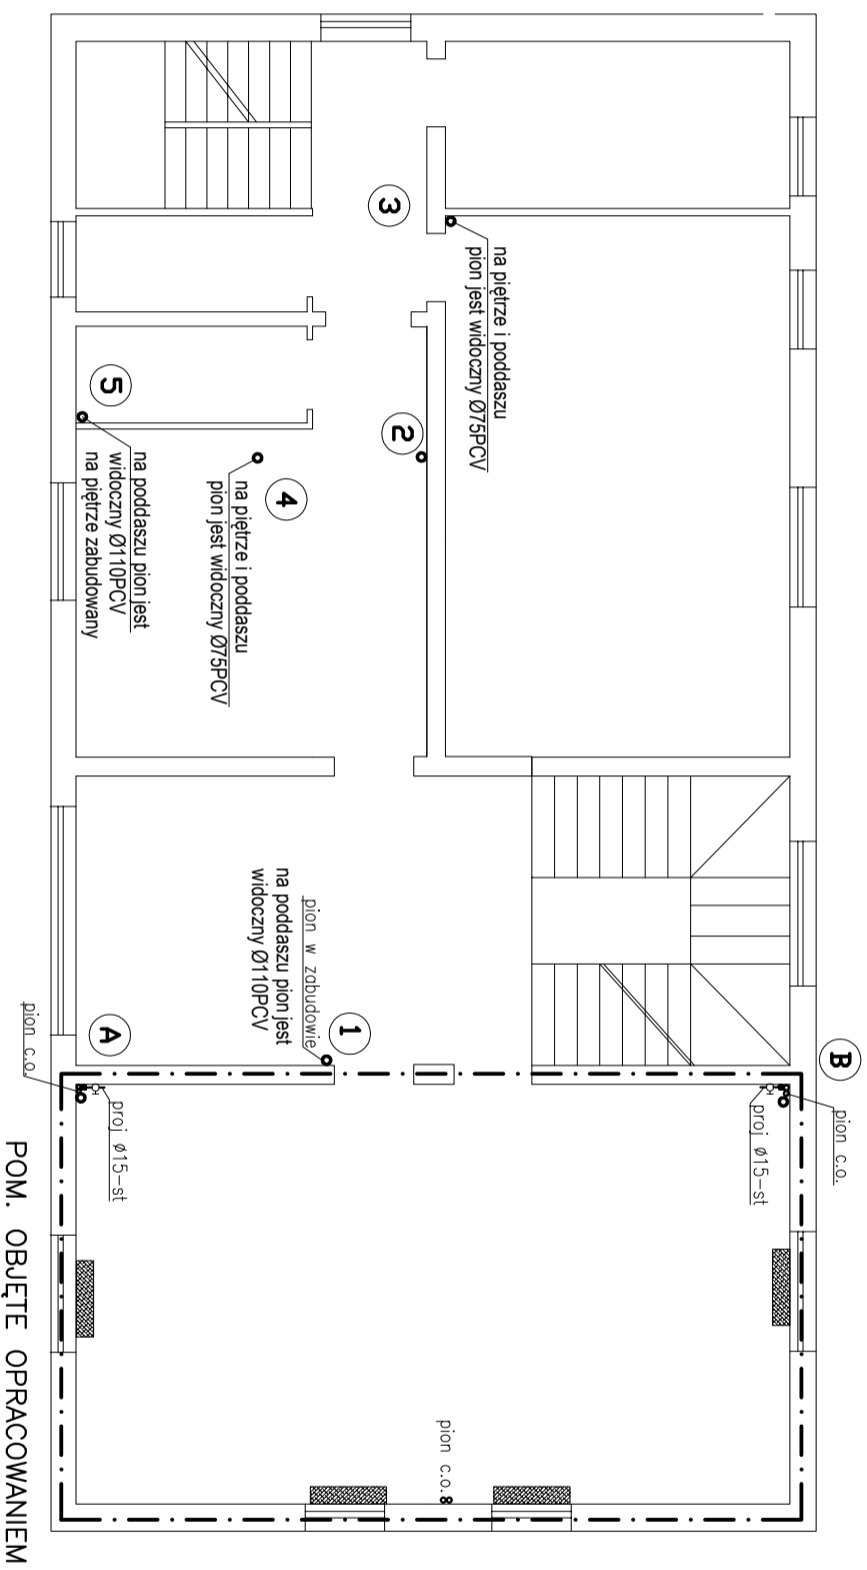 3
na piętrze i poddaszu
pion jest widoczny Ø75PCV
2
5
na poddaszu pion jest
widoczny Ø110PCV
na piętrze zabudowany
4
na piętrze i poddaszu
pion jest widoczny Ø75PCV
1
pion w zabudowie
na poddaszu pion jest
widoczny Ø110PCV
A
pion c.o.
proj ø15-st
B
pion c.o.
proj ø15-st
pion c.o.
POM. OBJĘTE OPRACOWANIEM